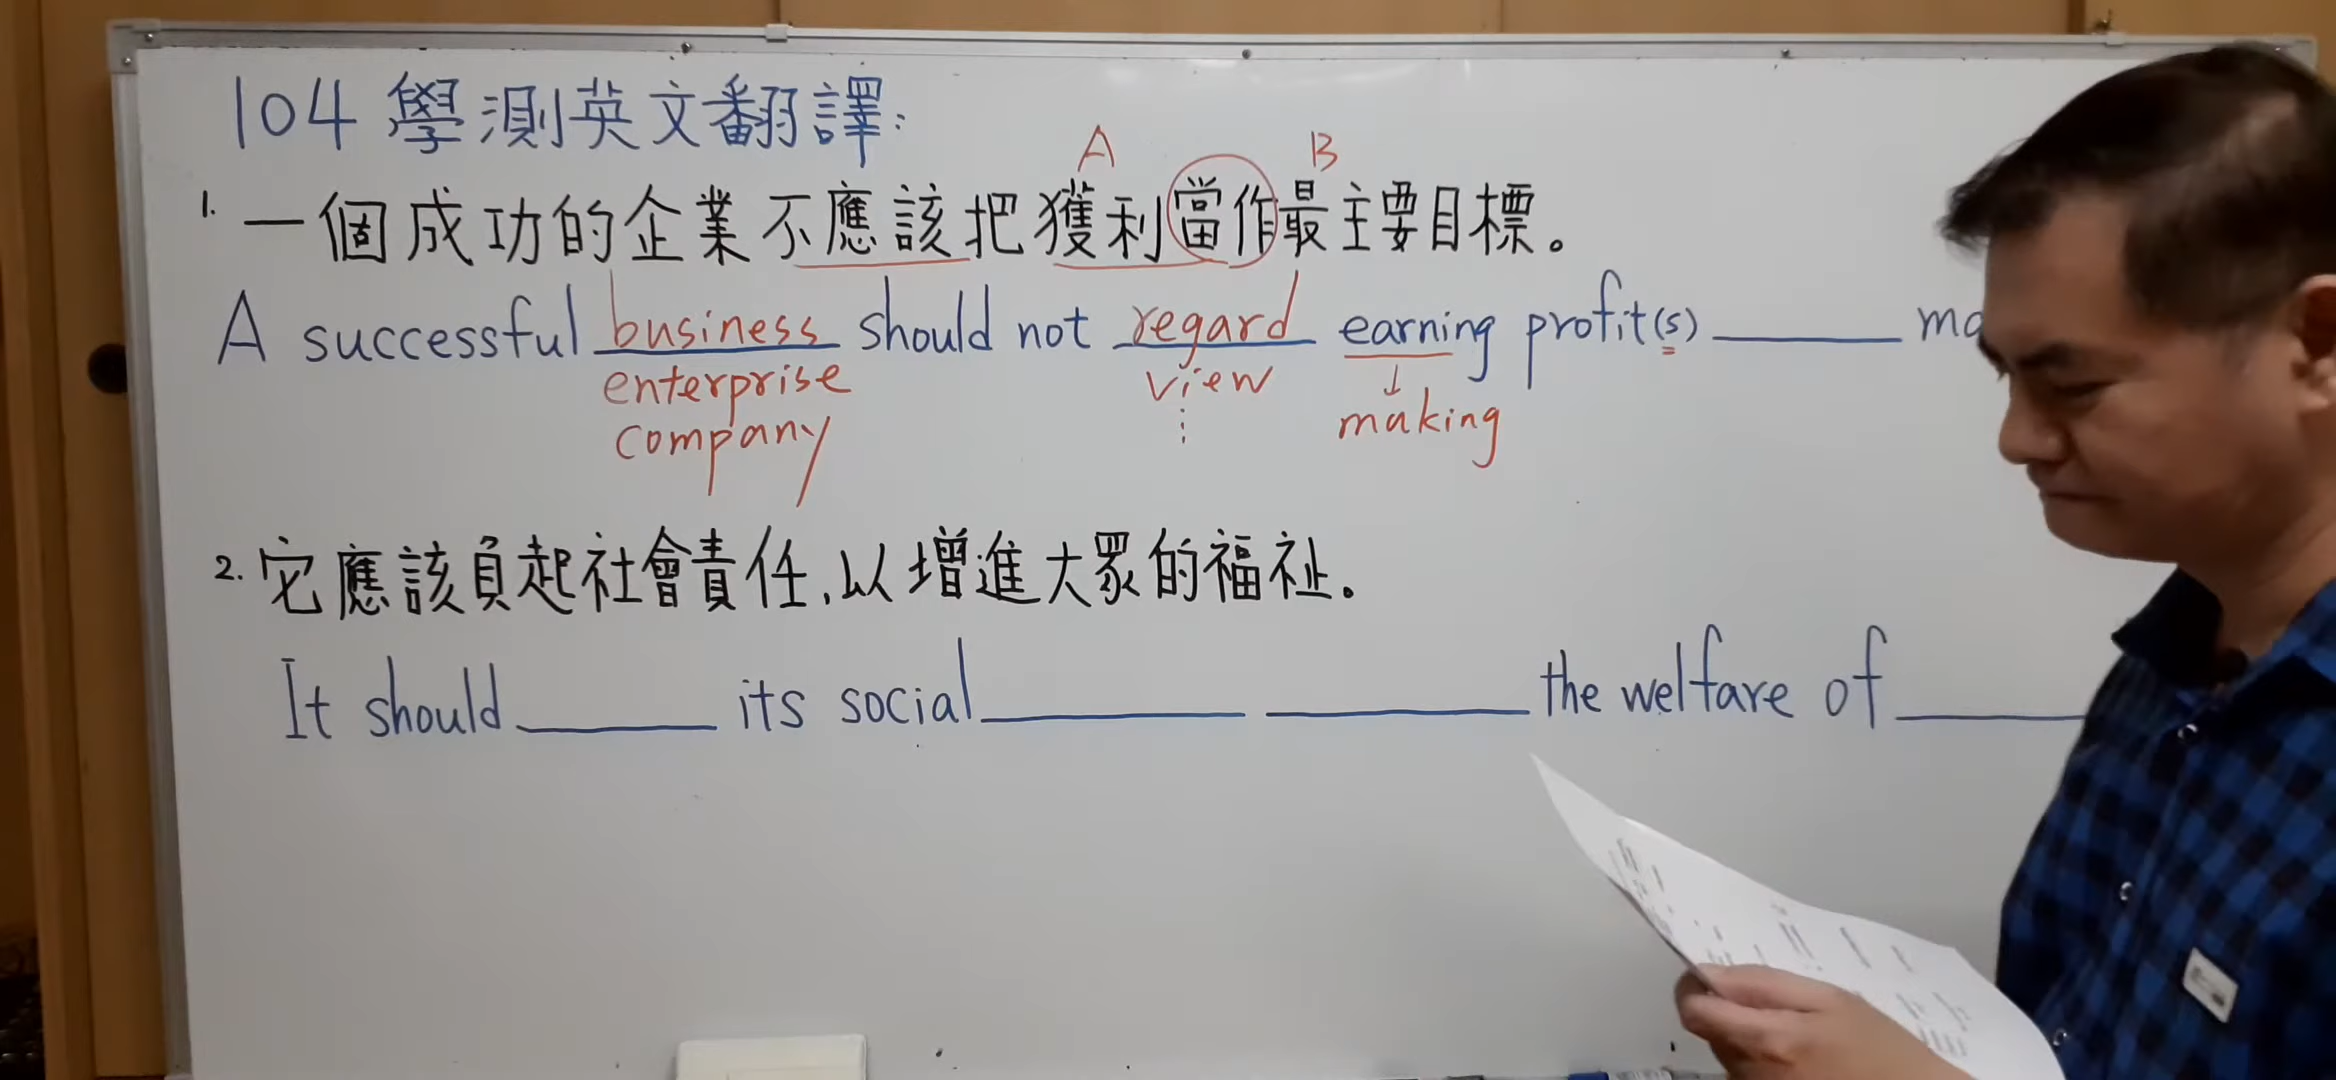 104 學測英文翻譯:
A B
1. 一個成功的企業不應該把獲利當作最主要目標。
A successful business should not regard earning profit(s) ______ ma
enterprise view ↓
company ⋮ making
2. 它應該負起社會責任,以增進大眾的福祉。
It should ______ its social ______ ______ the welfare of ______